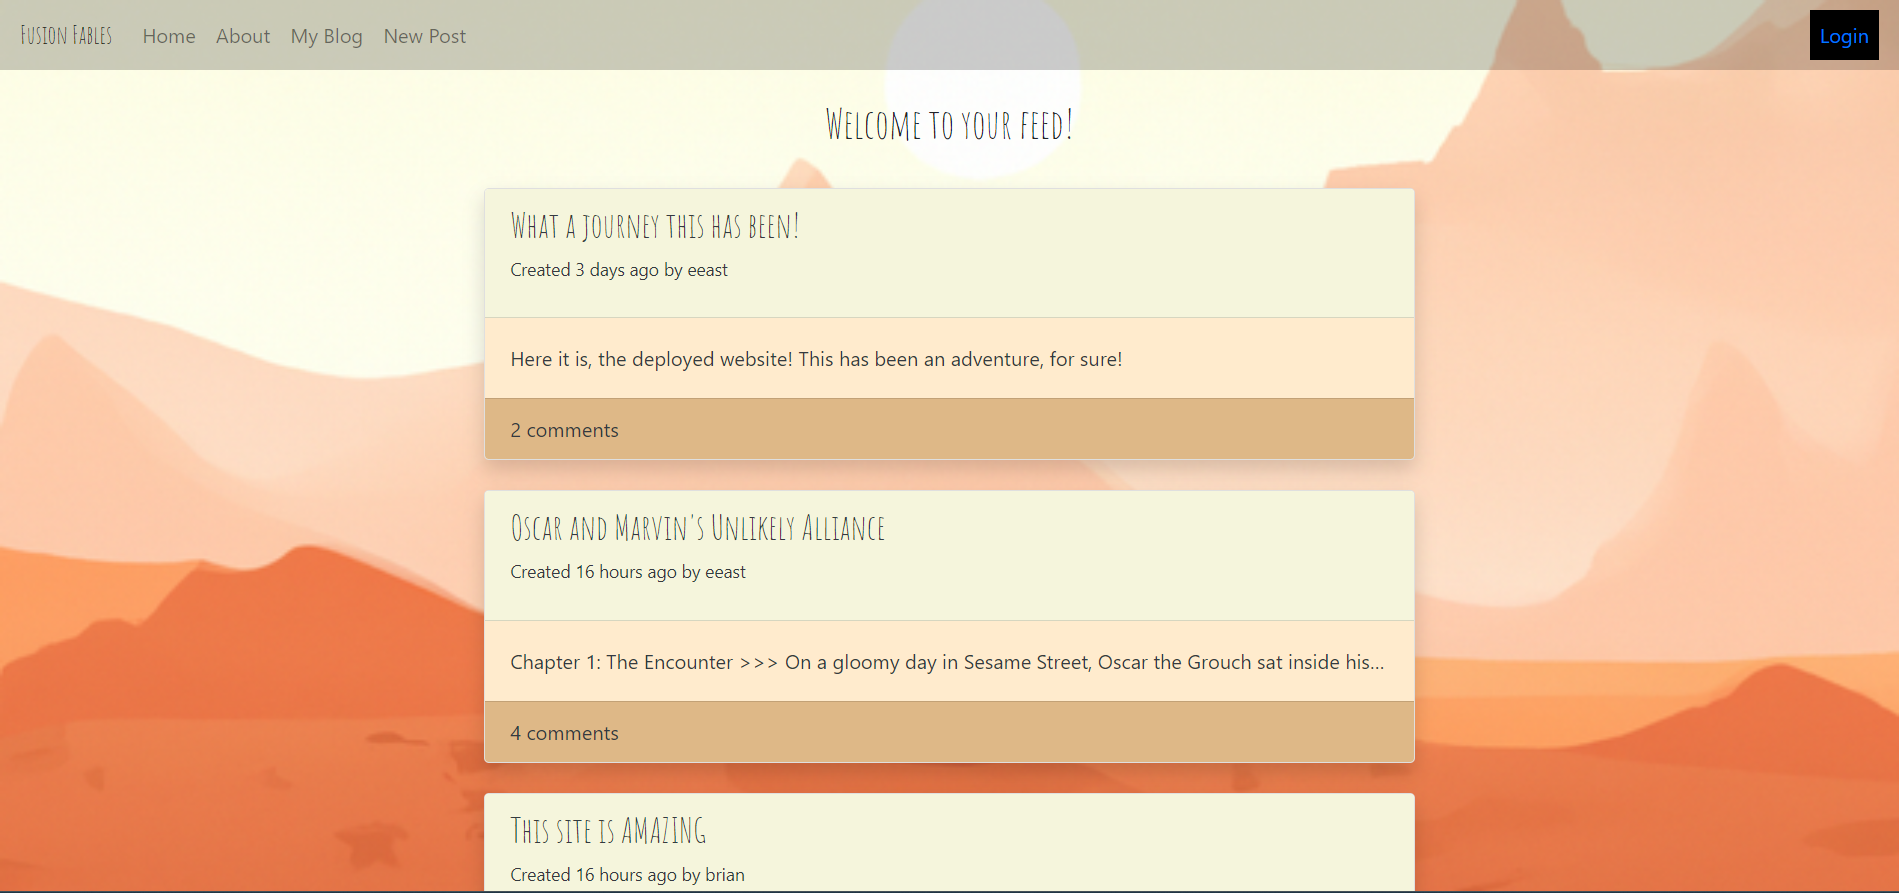 Fusion Fables Home About My Blog New Post Login
Welcome to your feed!
What a journey this has been!
Created 3 days ago by eeast
Here it is, the deployed website! This has been an adventure, for sure!
2 comments
Oscar and Marvin's Unlikely Alliance
Created 16 hours ago by eeast
Chapter 1: The Encounter >>> On a gloomy day in Sesame Street, Oscar the Grouch sat inside his...
4 comments
This site is AMAZING
Created 16 hours ago by brian